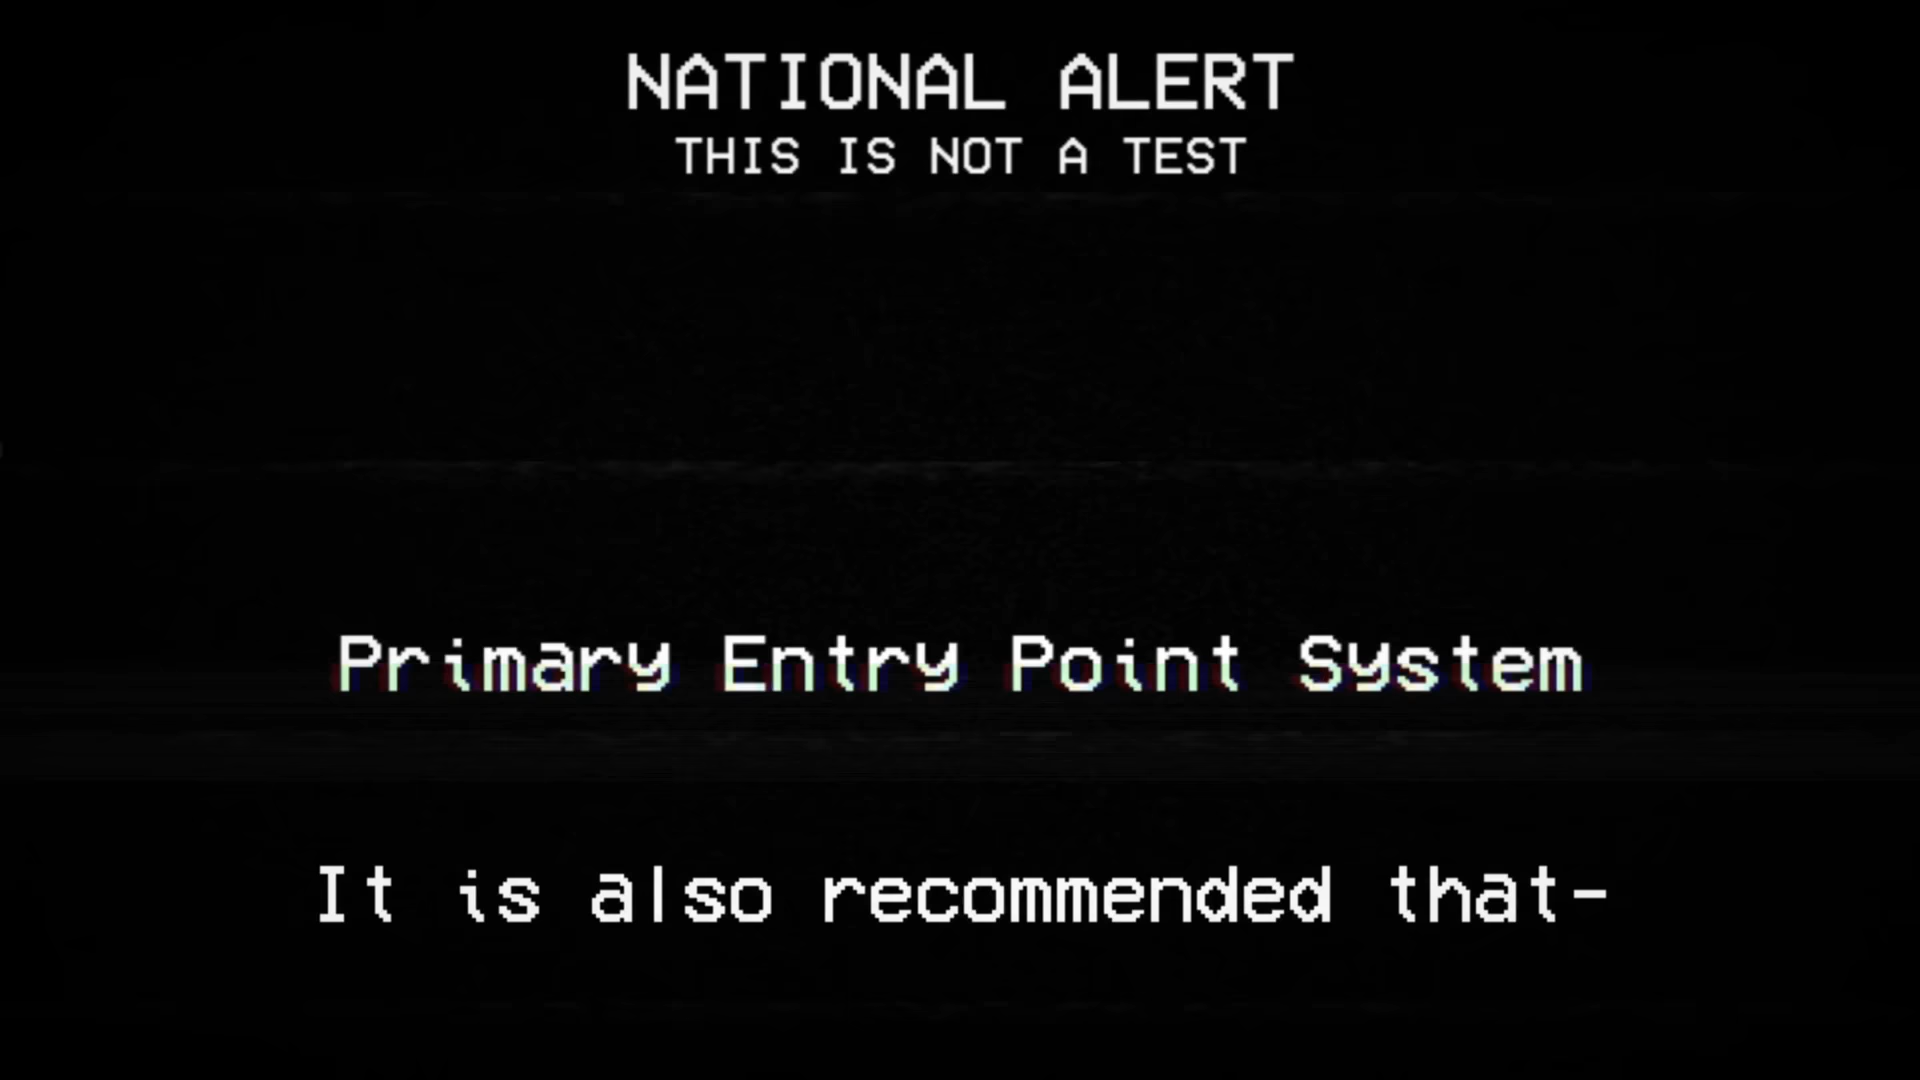 NATIONAL ALERT
THIS IS NOT A TEST
Primary Entry Point System
It is also recommended that-